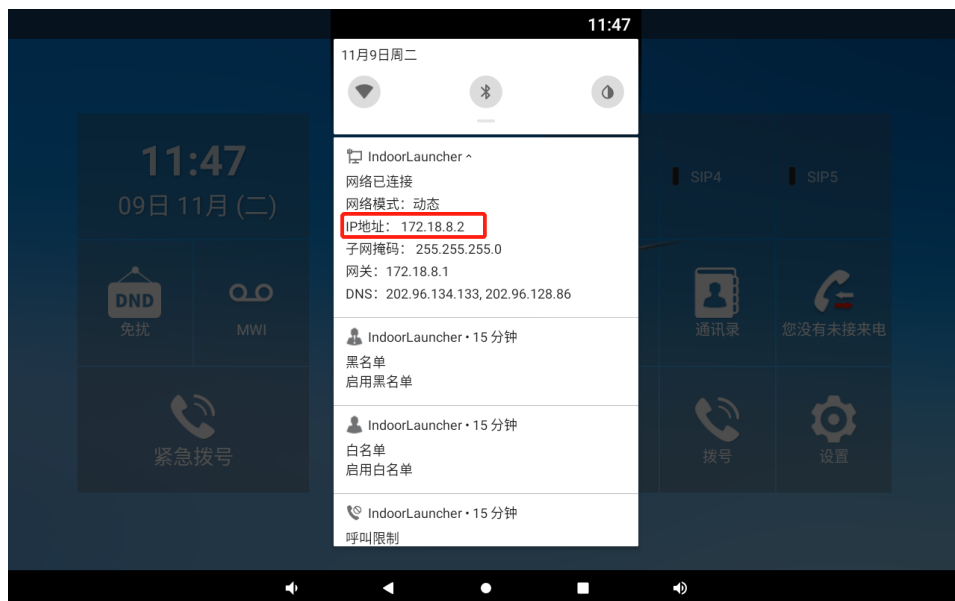 11:47
11月9日周二
IndoorLauncher
网络已连接
网络模式：动态
IP地址： 172.18.8.2
子网掩码： 255.255.255.0
网关：172.18.8.1
DNS：202.96.134.133, 202.96.128.86
IndoorLauncher • 15 分钟
黑名单
启用黑名单
IndoorLauncher • 15 分钟
白名单
启用白名单
IndoorLauncher • 15 分钟
呼叫限制
11:47
09日 11月 (二)
SIP4
SIP5
DND
免扰
MWI
通讯录
您没有未接来电
紧急拨号
拨号
设置